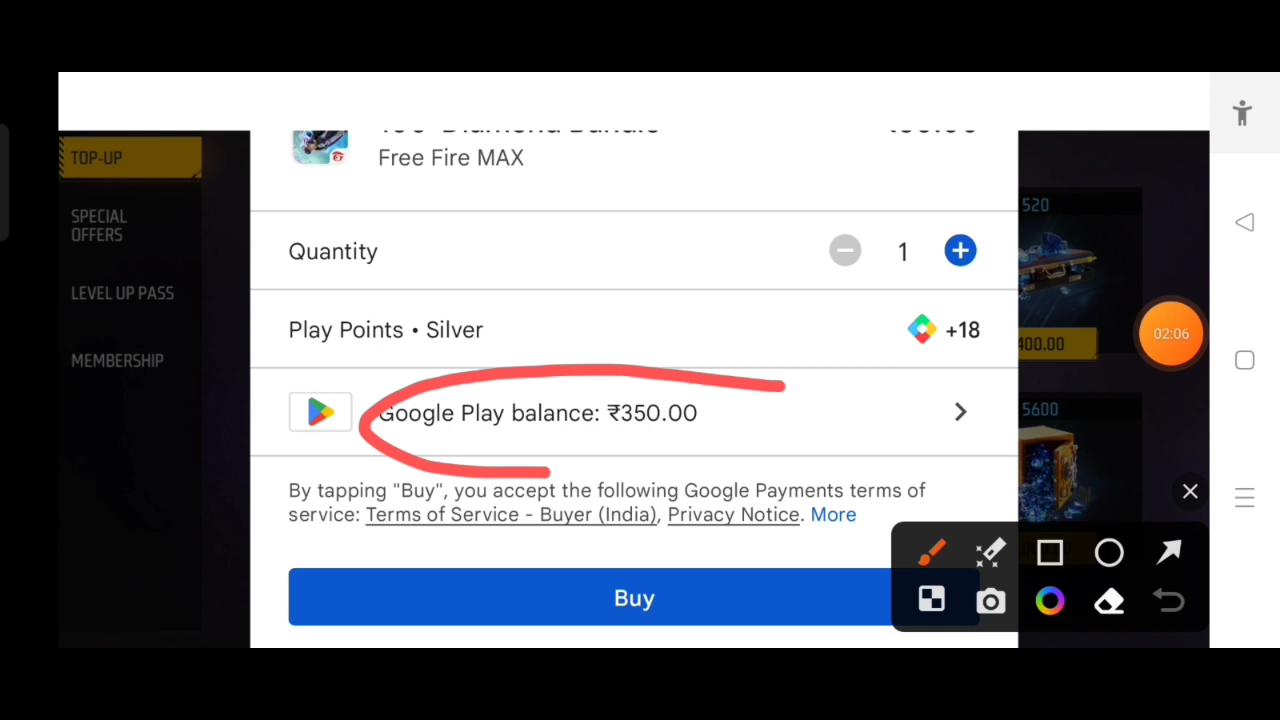 TOP-UP
SPECIAL
OFFERS
LEVEL UP PASS
MEMBERSHIP
Free Fire MAX
Quantity
1
Play Points • Silver
+18
Google Play balance: ₹350.00
By tapping "Buy", you accept the following Google Payments terms of
service: Terms of Service - Buyer (India), Privacy Notice. More
Buy
520
400.00
5600
02:06